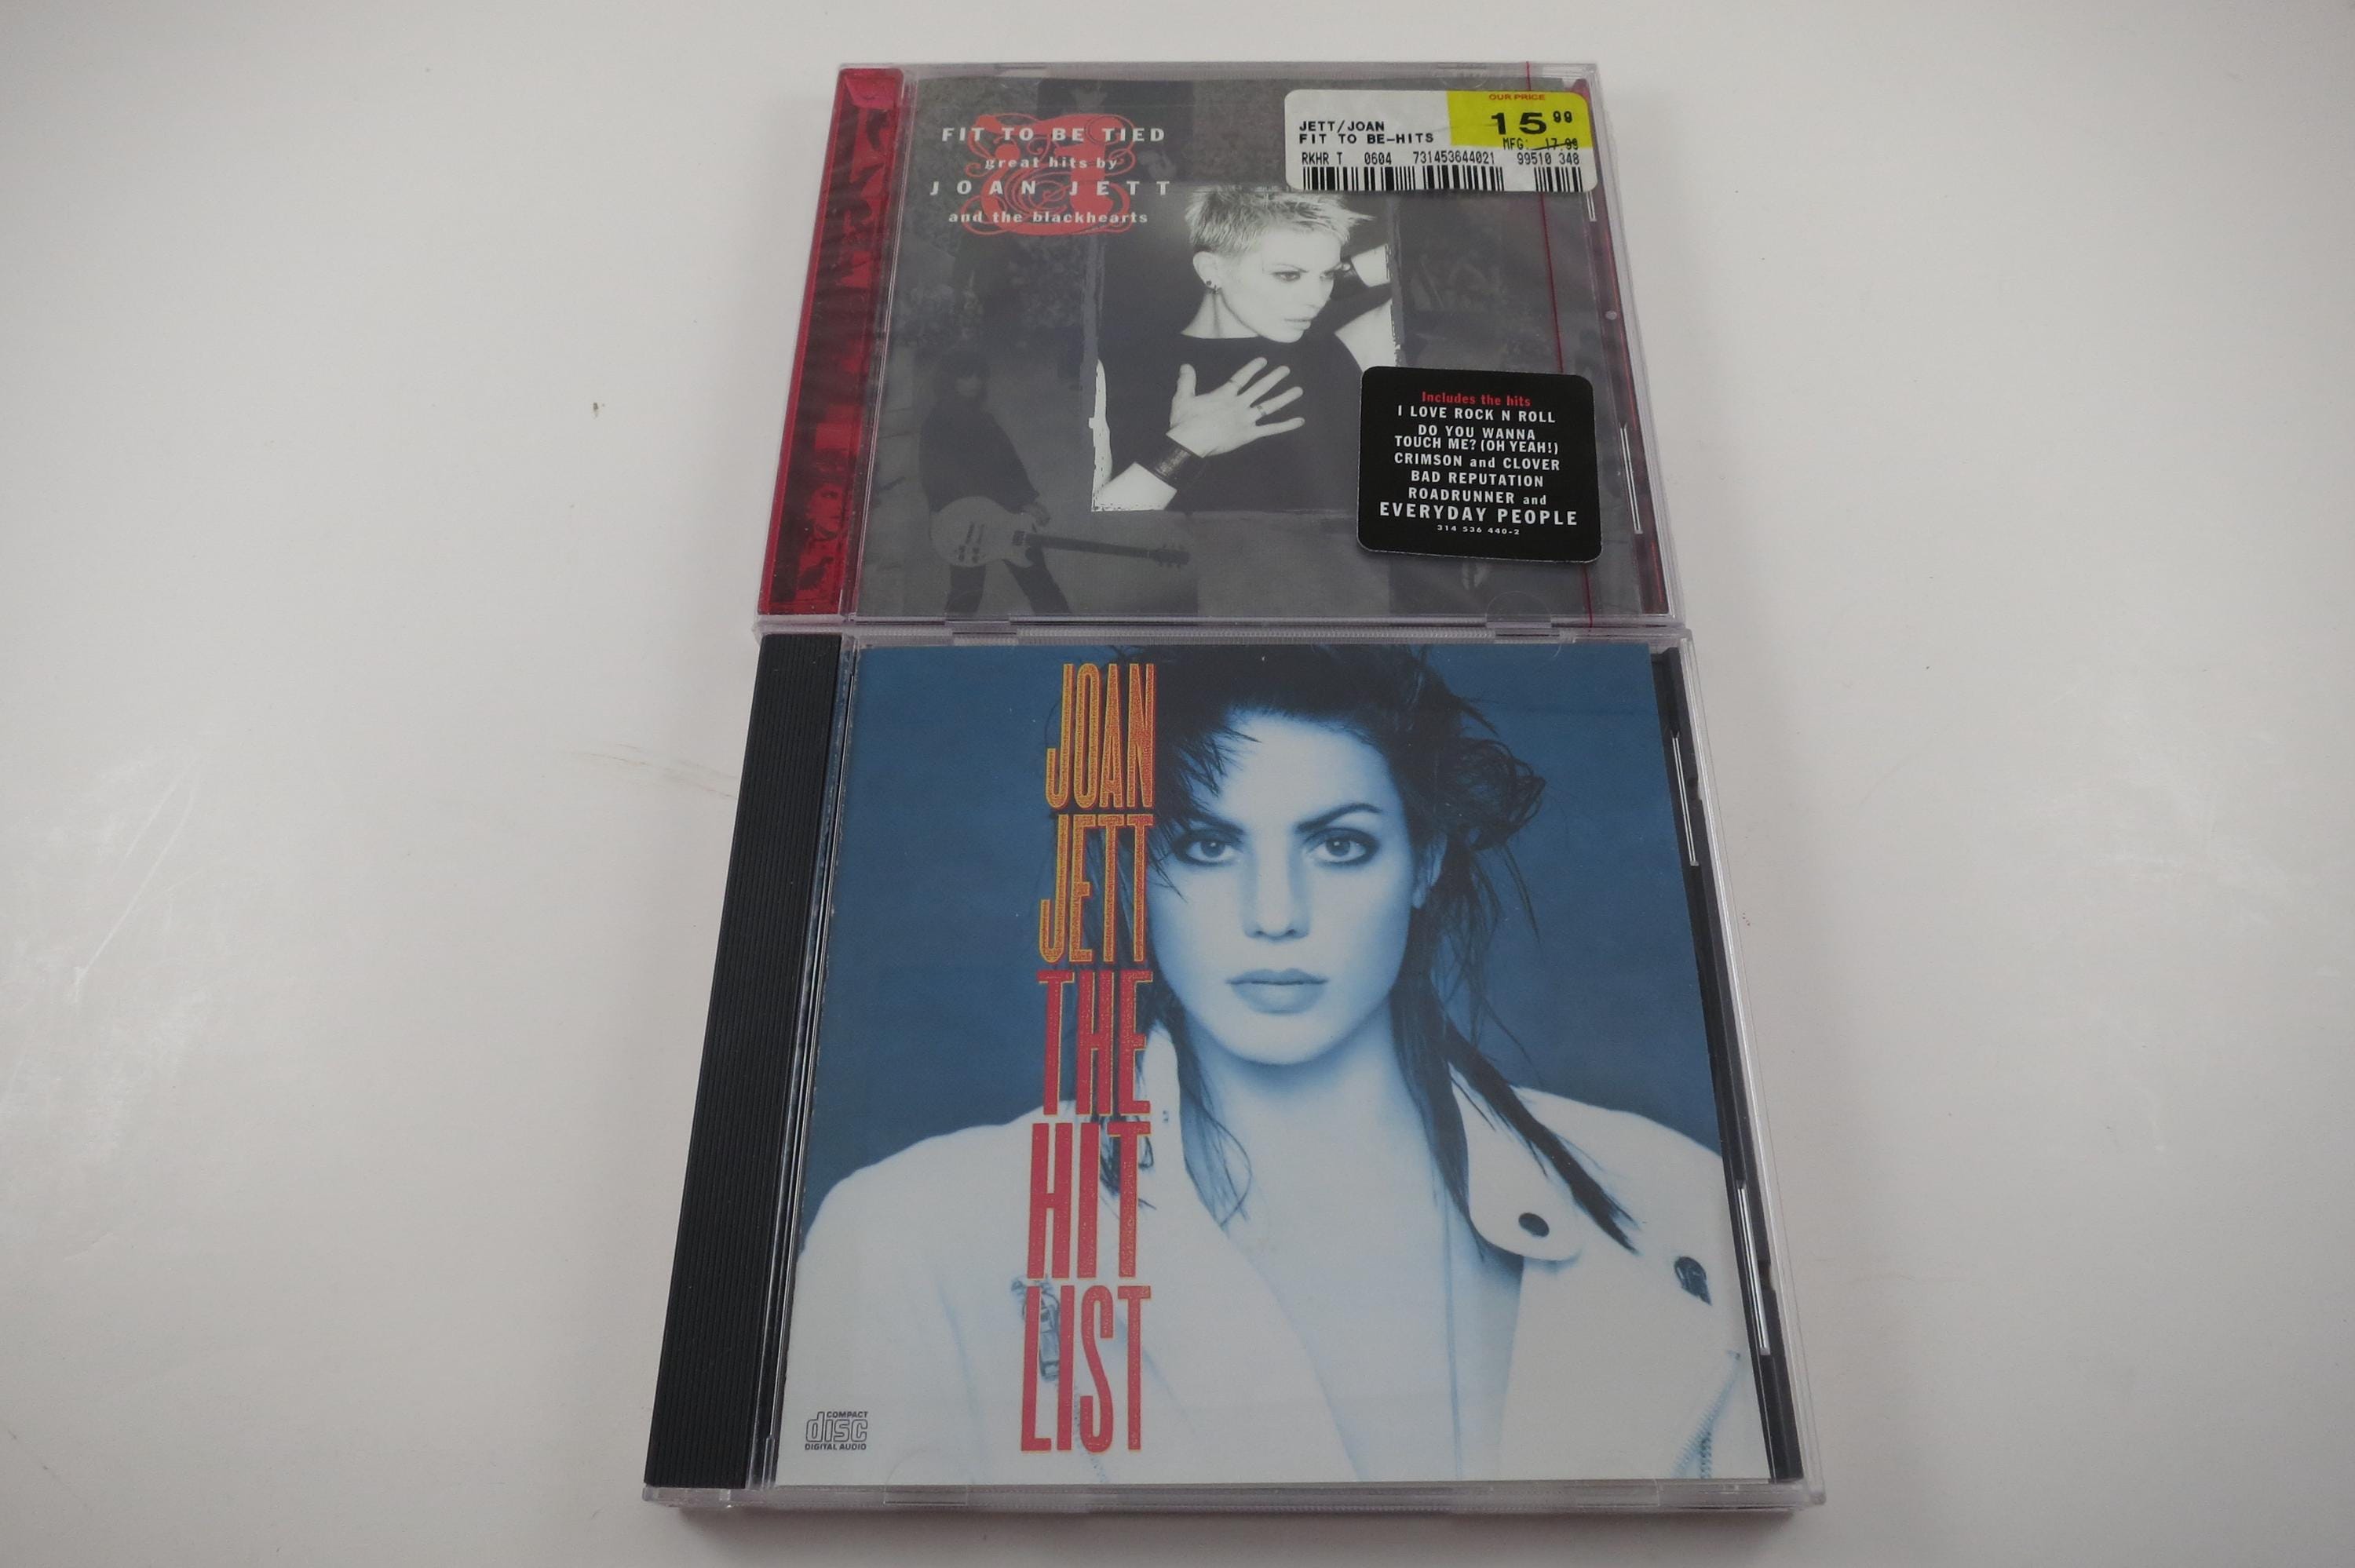 FIT TO BE TIED
great hits by
JOAN JETT
and the blackhearts
OUR PRICE
15 99
JETT/JOAN
FIT TO BE-HITS
MFG: 17.99
RKHR T 0604 731453644021 99510 348
Includes the hits
I LOVE ROCK N ROLL
DO YOU WANNA
TOUCH ME? (OH YEAH!)
CRIMSON and CLOVER
BAD REPUTATION
ROADRUNNER and
EVERYDAY PEOPLE
314 536 440-2
JOAN
JETT
THE
HIT
LIST
COMPACT
disc
DIGITAL AUDIO